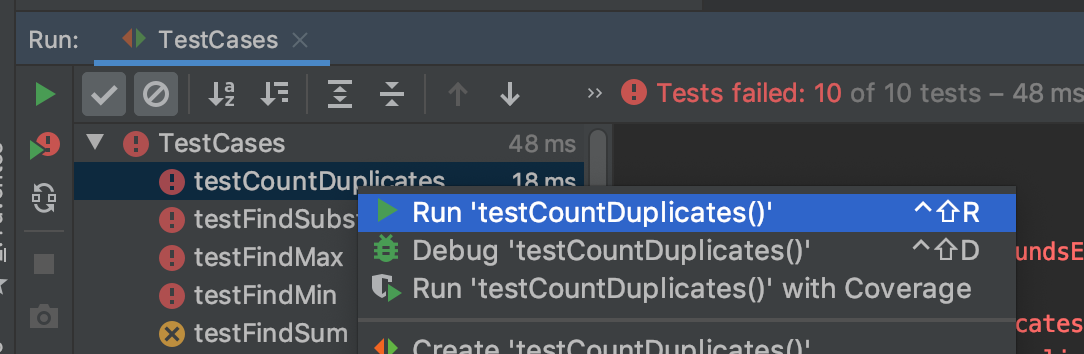 Run: TestCases
Tests failed: 10 of 10 tests – 48 ms
TestCases 48 ms
testCountDuplicates 18 ms
Run 'testCountDuplicates()' ^⇧R
testFindSubst
Debug 'testCountDuplicates()' ^⇧D
undsE
testFindMax
Run 'testCountDuplicates()' with Coverage
testFindMin
testFindSum
Create 'testCountDuplicates()'
icates